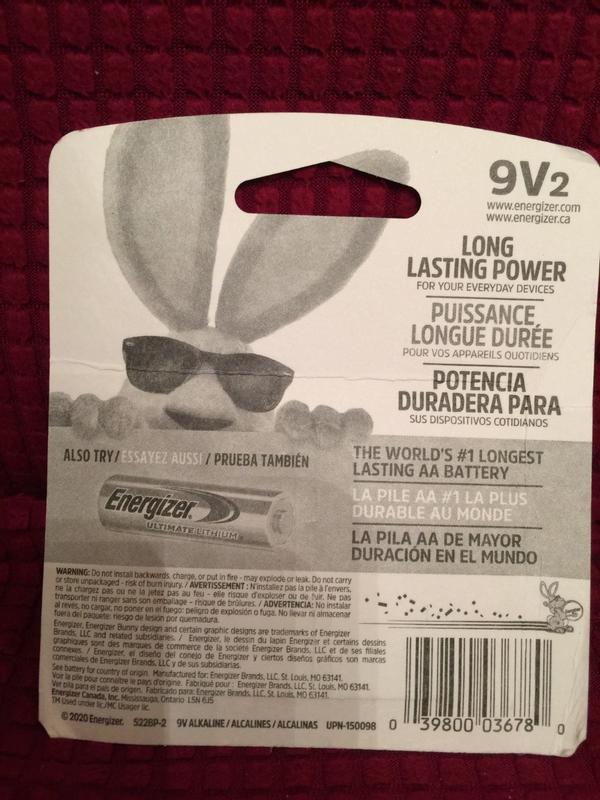 9V2
www.energizer.com
www.energizer.ca
LONG
LASTING POWER
FOR YOUR EVERYDAY DEVICES
PUISSANCE
LONGUE DURÉE
POUR VOS APPAREILS QUOTIDIENS
POTENCIA
DURADERA PARA
SUS DISPOSITIVOS COTIDIANOS
ALSO TRY / ESSAYEZ AUSSI / PRUEBA TAMBIÉN
Energizer.
ULTIMATE LITHIUM
THE WORLD'S #1 LONGEST
LASTING AA BATTERY
LA PILE AA #1 LA PLUS
DURABLE AU MONDE
LA PILA AA DE MAYOR
DURACIÓN EN EL MUNDO
WARNING: Do not install backwards, charge, or put in fire - may explode or leak. Do not carry
or store unpackaged - risk of burn injury. / AVERTISSEMENT : N'installez pas la pile à l'envers,
ne la chargez pas ou ne la jetez pas au feu – elle risque d'exploser ou de fuir. Ne pas
transporter ni ranger sans son emballage – risque de brûlures. / ADVERTENCIA: No instalar
al revés, no cargar, no poner en el fuego: peligro de explosión o fuga. No llevar ni almacenar
fuera del paquete: riesgo de lesión por quemadura.
Energizer, Energizer Bunny design and certain graphic designs are trademarks of Energizer
Brands, LLC and related subsidiaries. / Energizer, le dessin du lapin Energizer et certains dessins
graphiques sont des marques de commerce de la société Energizer Brands, LLC et de ses filiales
connexes. / Energizer, el diseño del conejo de Energizer y ciertos diseños gráficos son marcas
comerciales de Energizer Brands, LLC y de sus subsidiarias.
See battery for country of origin. Manufactured for: Energizer Brands, LLC, St. Louis, MO 63141.
Voir la pile pour connaître le pays d'origine. Fabriqué pour : Energizer Brands, LLC, St. Louis, MO 63141.
Ver pila para el país de origen. Fabricado para: Energizer Brands, LLC, St. Louis, MO 63141.
Energizer Canada, Inc. Mississauga, Ontario L5N 6J5
TM Used under lic./MC Usager lic.
© 2020 Energizer. 522BP-2 9V ALKALINE / ALCALINES / ALCALINAS UPN-150098
0 39800 03678 0